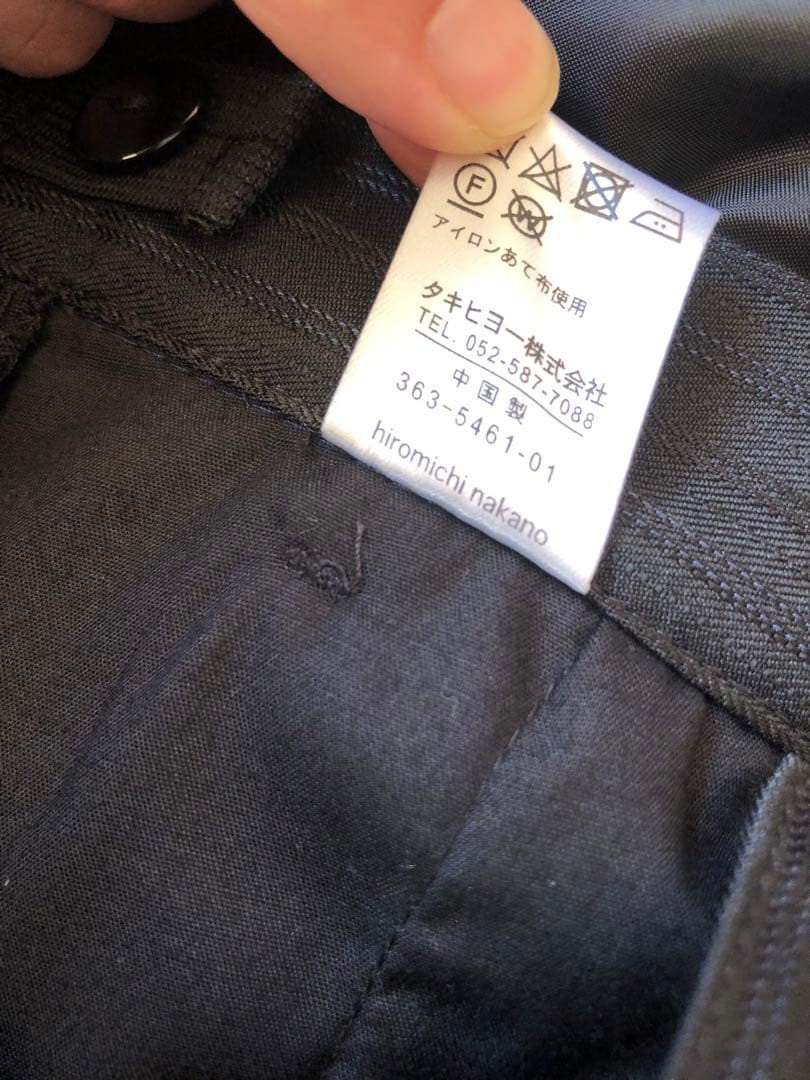 F W
アイロンあて布使用
タキヒヨー株式会社
TEL. 052-587-7088
中国製
363-5461-01
hiromichi nakano